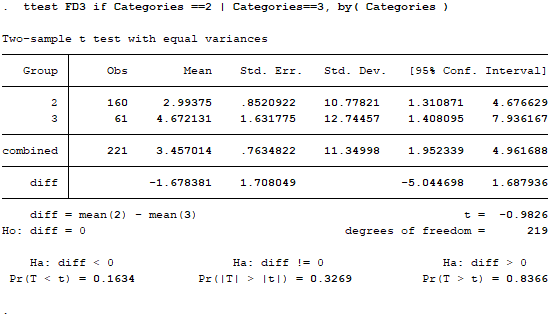 . ttest FD3 if Categories ==2 | Categories==3, by( Categories )
Two-sample t test with equal variances
Group Obs Mean Std. Err. Std. Dev. [95% Conf. Interval]
2 160 2.99375 .8520922 10.77821 1.310871 4.676629
3 61 4.672131 1.631775 12.74457 1.408095 7.936167
combined 221 3.457014 .7634822 11.34998 1.952339 4.961688
diff -1.678381 1.708049 -5.044698 1.687936
diff = mean(2) - mean(3) t = -0.9826
Ho: diff = 0 degrees of freedom = 219
Ha: diff < 0 Ha: diff != 0 Ha: diff > 0
Pr(T < t) = 0.1634 Pr(|T| > |t|) = 0.3269 Pr(T > t) = 0.8366
.